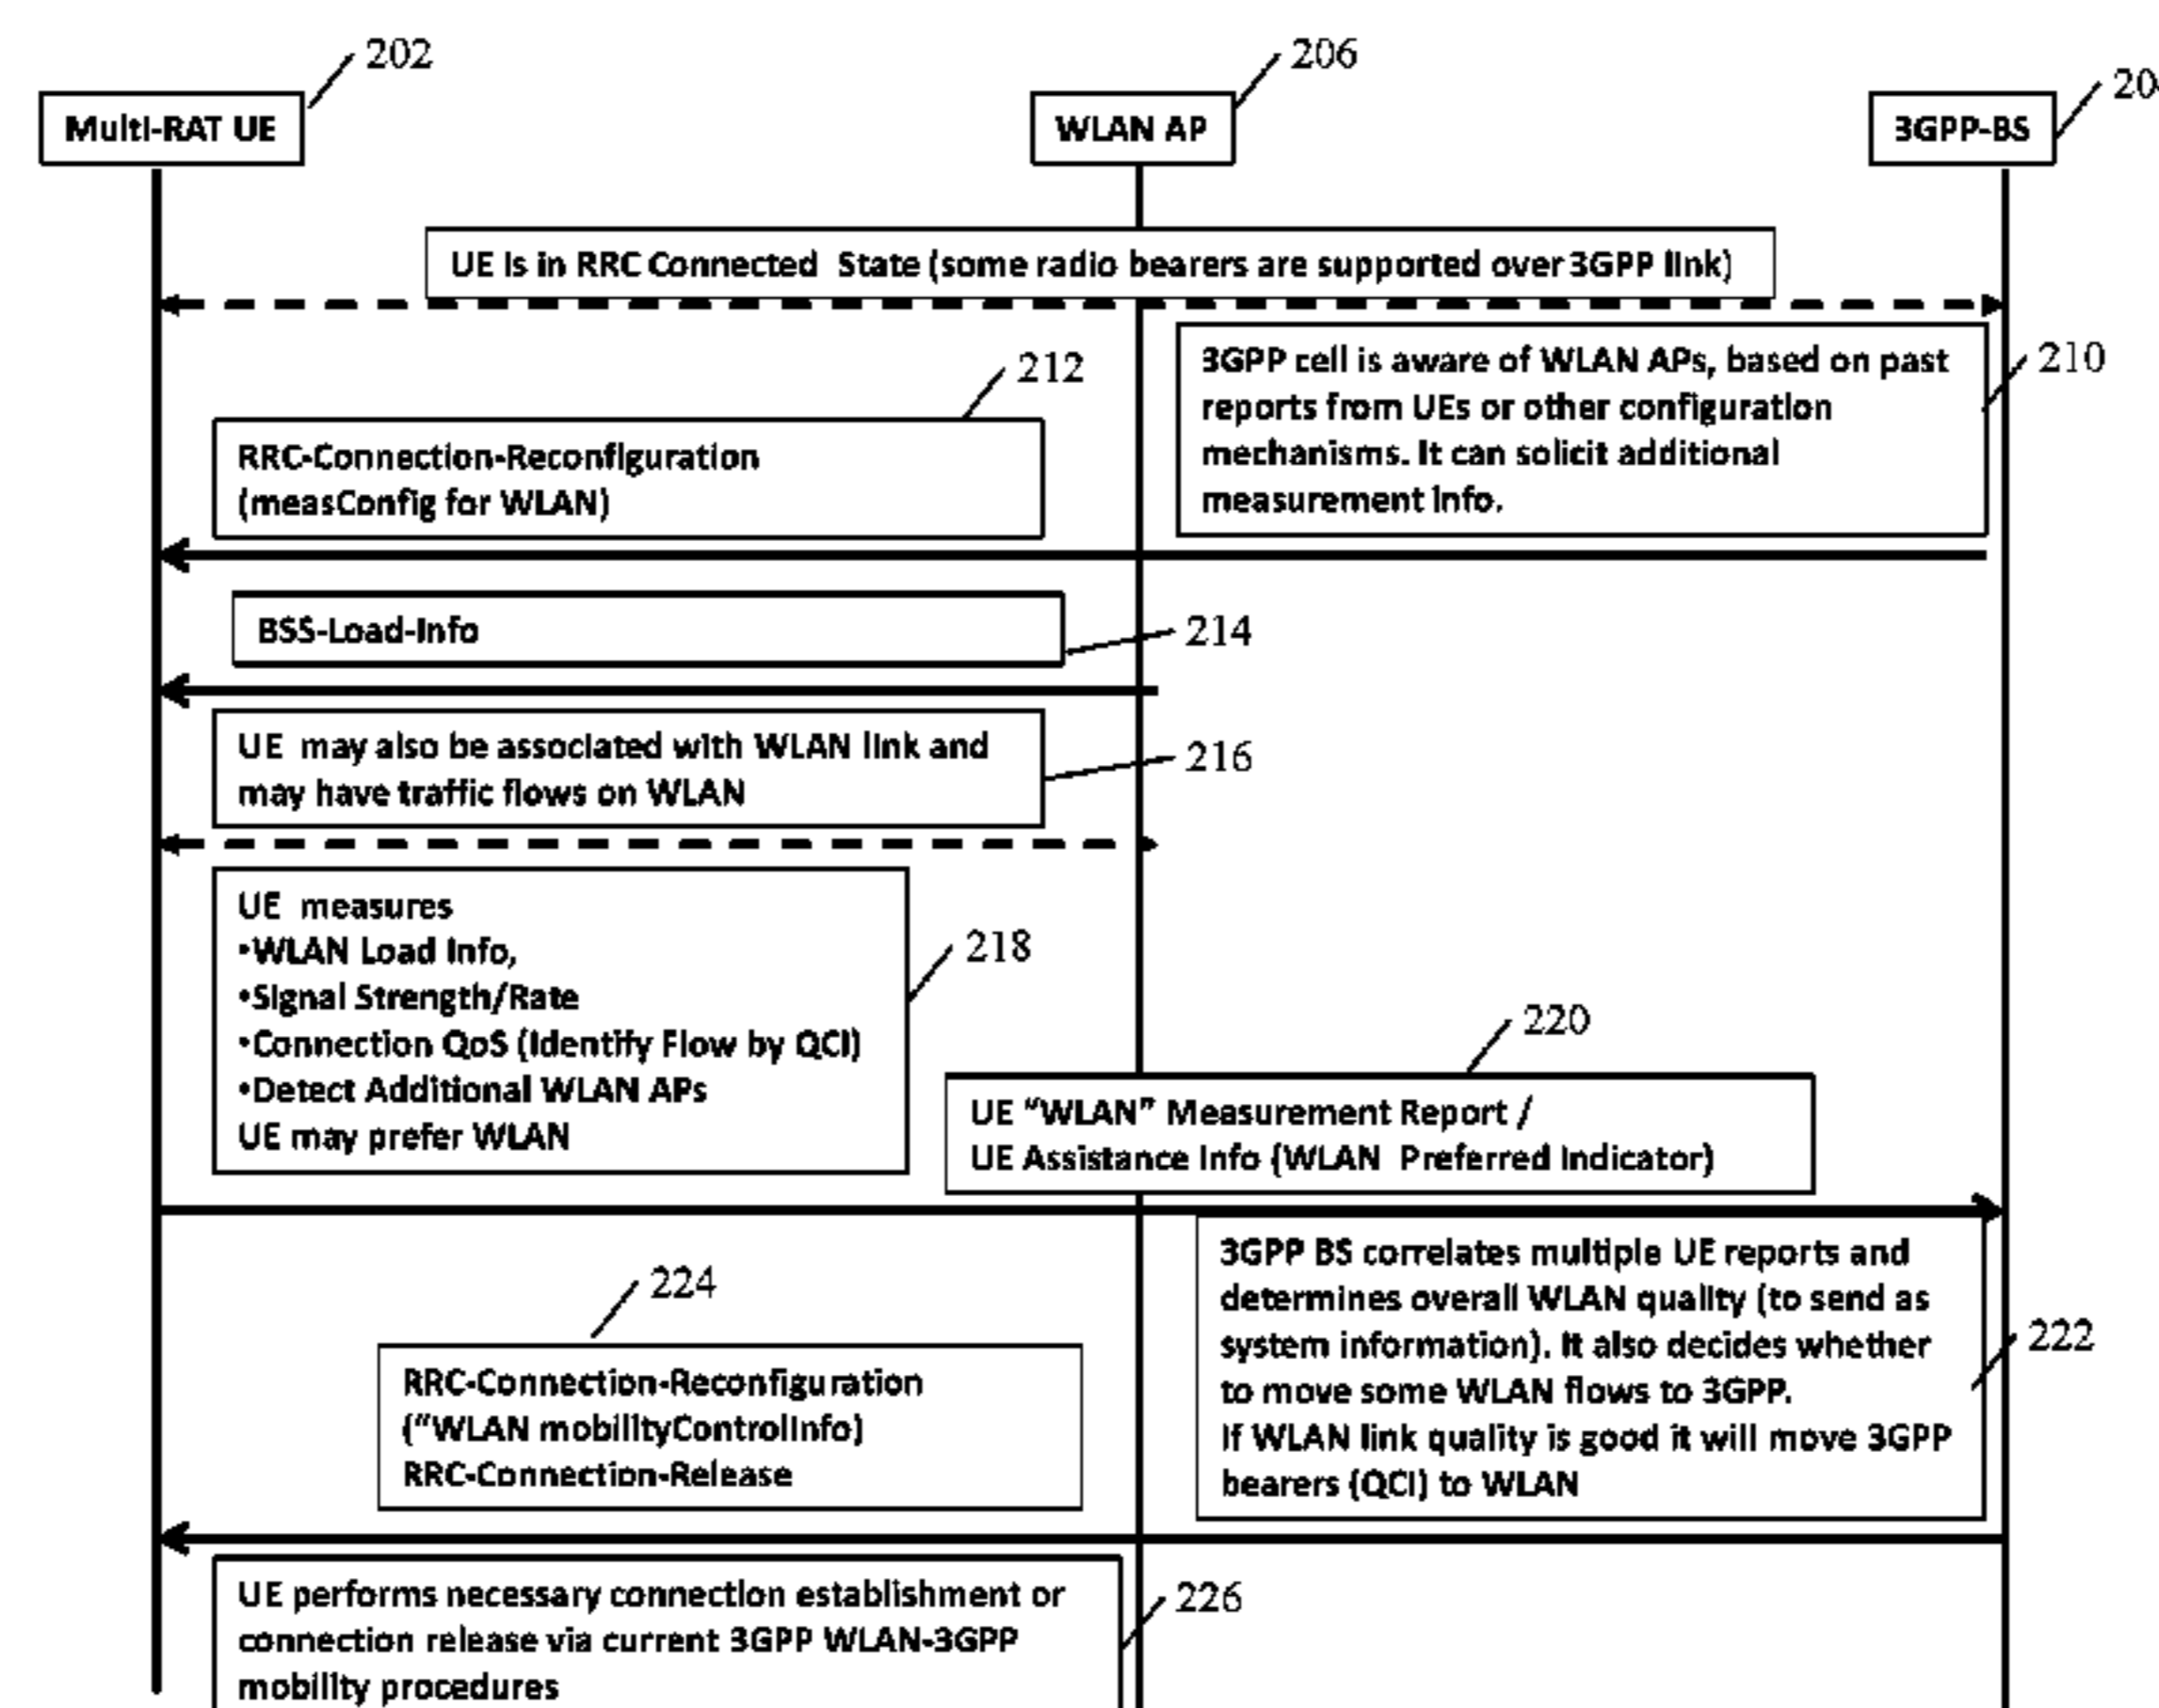 202
206
20
Multi-RAT UE
WLAN AP
3GPP-BS
UE is in RRC Connected State (some radio bearers are supported over 3GPP link)
3GPP cell is aware of WLAN APs, based on past
reports from UEs or other configuration
mechanisms. It can solicit additional
measurement info.
210
212
RRC-Connection-Reconfiguration
(measConfig for WLAN)
BSS-Load-Info
214
UE may also be associated with WLAN link and
may have traffic flows on WLAN
216
UE measures
•WLAN Load Info,
•Signal Strength/Rate
•Connection QoS (Identify Flow by QCI)
•Detect Additional WLAN APs
UE may prefer WLAN
218
220
UE “WLAN” Measurement Report /
UE Assistance Info (WLAN Preferred Indicator)
3GPP BS correlates multiple UE reports and
determines overall WLAN quality (to send as
system information). It also decides whether
to move some WLAN flows to 3GPP.
If WLAN link quality is good it will move 3GPP
bearers (QCI) to WLAN
222
224
RRC-Connection-Reconfiguration
(“WLAN mobilityControlInfo)
RRC-Connection-Release
UE performs necessary connection establishment or
connection release via current 3GPP WLAN-3GPP
mobility procedures
226